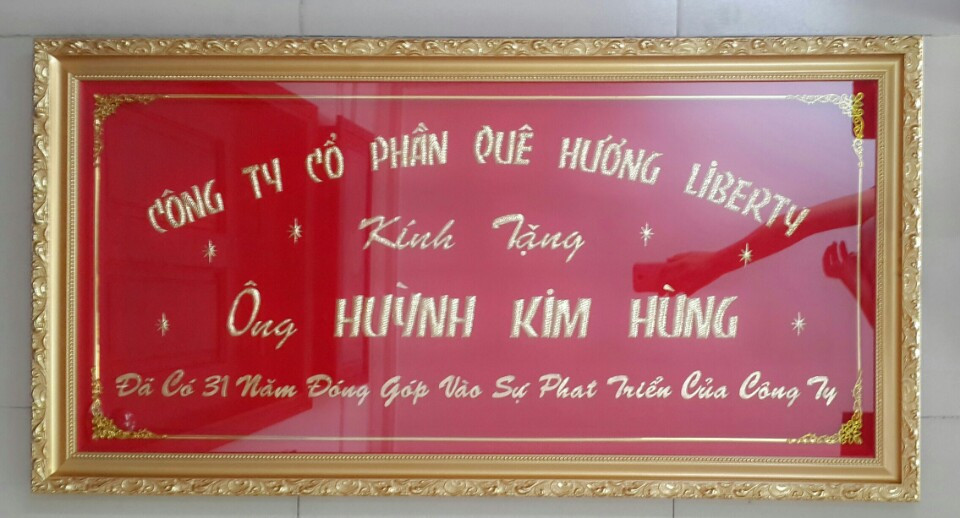 CÔNG TY CỔ PHẦN QUÊ HƯƠNG LiBERTY
Kính Tặng
Ông HUỲNH KiM HÙNG
Đã Có 31 Năm Đóng Góp Vào Sự Phat Triển Của Công Ty